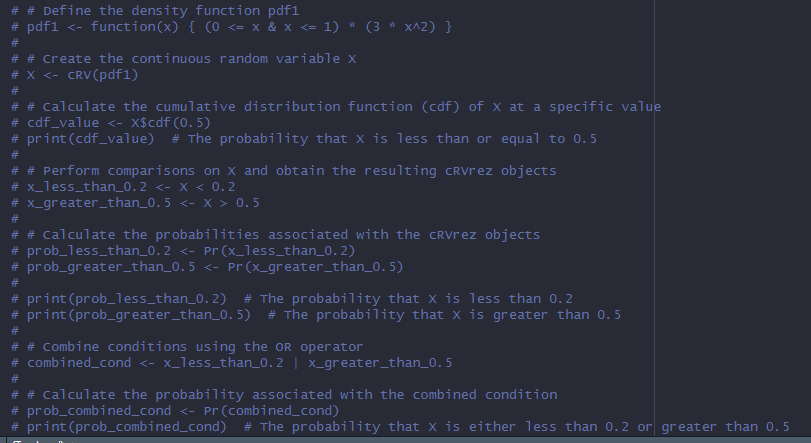 # # Define the density function pdf1
# pdf1 <- function(x) { (0 <= x & x <= 1) * (3 * x^2) }
#
# # Create the continuous random variable X
# X <- cRV(pdf1)
#
# # Calculate the cumulative distribution function (cdf) of X at a specific value
# cdf_value <- X$cdf(0.5)
# print(cdf_value)  # The probability that X is less than or equal to 0.5
#
# # Perform comparisons on X and obtain the resulting cRVrez objects
# x_less_than_0.2 <- X < 0.2
# x_greater_than_0.5 <- X > 0.5
#
# # Calculate the probabilities associated with the cRVrez objects
# prob_less_than_0.2 <- Pr(x_less_than_0.2)
# prob_greater_than_0.5 <- Pr(x_greater_than_0.5)
#
# print(prob_less_than_0.2)  # The probability that X is less than 0.2
# print(prob_greater_than_0.5)  # The probability that X is greater than 0.5
#
# # Combine conditions using the OR operator
# combined_cond <- x_less_than_0.2 | x_greater_than_0.5
#
# # Calculate the probability associated with the combined condition
# prob_combined_cond <- Pr(combined_cond)
# print(prob_combined_cond)  # The probability that X is either less than 0.2 or greater than 0.5